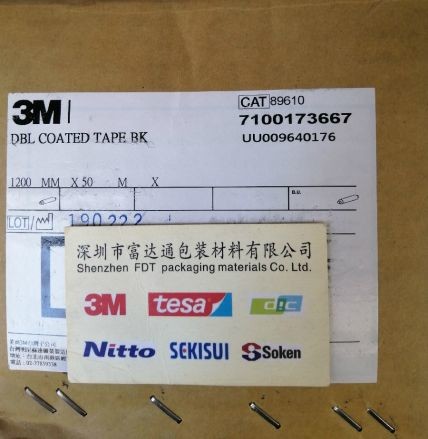 3M
CAT 89610
7100173667
UU009640176
DBL COATED TAPE BK
1200 MM X 50 M X
LOT/ 190222
深圳市富达通包装材料有限公司
Shenzhen FDT packaging materials Co. Ltd.
3M tesa dic
Nitto SEKISUI Soken